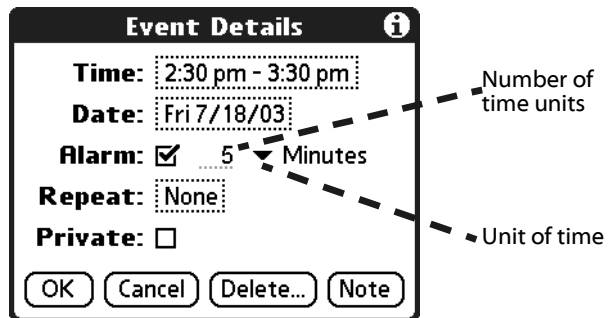 Event Details i
Time: 2:30 pm - 3:30 pm
Date: Fri 7/18/03
Alarm: 5 Minutes
Repeat: None
Private:
OK Cancel Delete... Note
Number of
time units
Unit of time